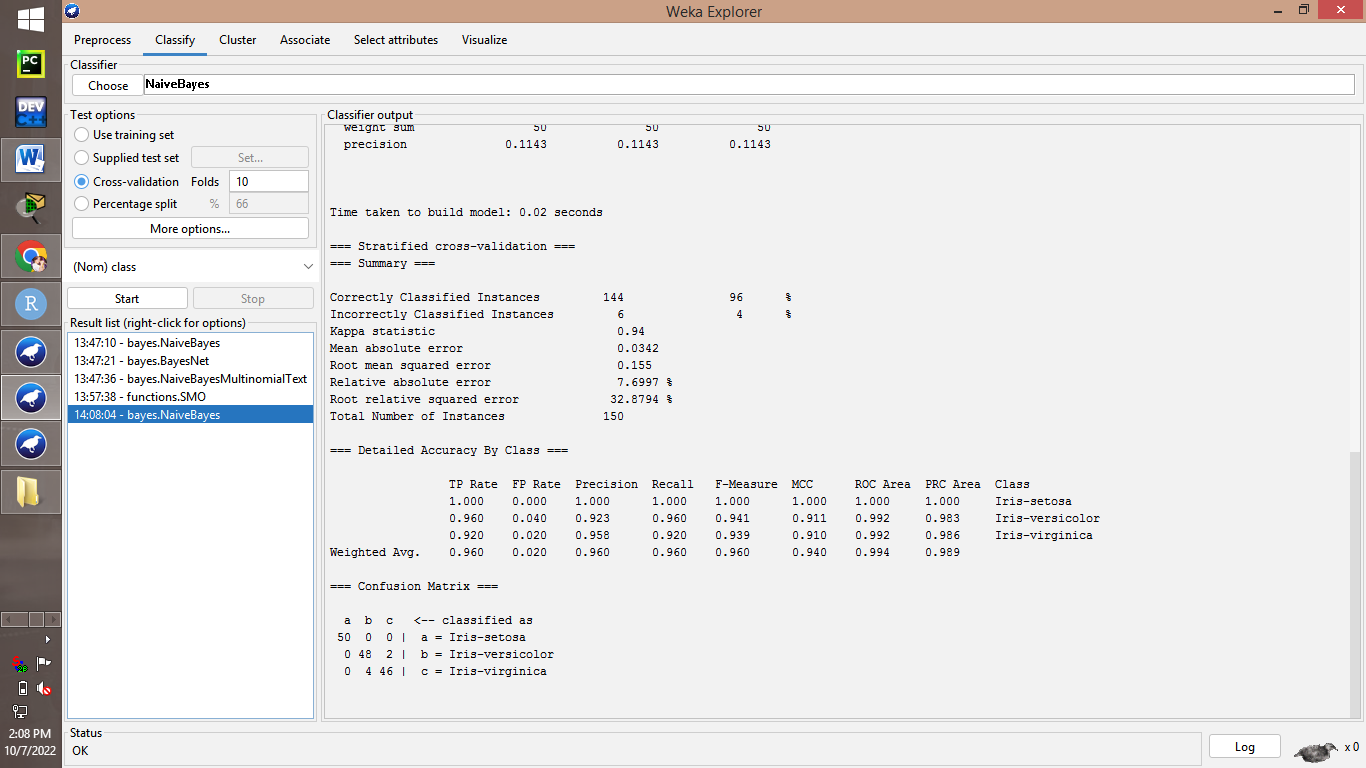 Weka Explorer
Preprocess Classify Cluster Associate Select attributes Visualize
Classifier
Choose NaiveBayes
Test options
Use training set
Supplied test set Set...
Cross-validation Folds 10
Percentage split % 66
More options...
(Nom) class
Start Stop
Result list (right-click for options)
13:47:10 - bayes.NaiveBayes
13:47:21 - bayes.BayesNet
13:47:36 - bayes.NaiveBayesMultinomialText
13:57:38 - functions.SMO
14:08:04 - bayes.NaiveBayes
Classifier output
weight sum 50 50 50
precision 0.1143 0.1143 0.1143
Time taken to build model: 0.02 seconds
=== Stratified cross-validation ===
=== Summary ===
Correctly Classified Instances 144 96 %
Incorrectly Classified Instances 6 4 %
Kappa statistic 0.94
Mean absolute error 0.0342
Root mean squared error 0.155
Relative absolute error 7.6997 %
Root relative squared error 32.8794 %
Total Number of Instances 150
=== Detailed Accuracy By Class ===
TP Rate FP Rate Precision Recall F-Measure MCC ROC Area PRC Area Class
1.000 0.000 1.000 1.000 1.000 1.000 1.000 1.000 Iris-setosa
0.960 0.040 0.923 0.960 0.941 0.911 0.992 0.983 Iris-versicolor
0.920 0.020 0.958 0.920 0.939 0.910 0.992 0.986 Iris-virginica
Weighted Avg. 0.960 0.020 0.960 0.960 0.960 0.940 0.994 0.989
=== Confusion Matrix ===
a b c <-- classified as
50 0 0 | a = Iris-setosa
0 48 2 | b = Iris-versicolor
0 4 46 | c = Iris-virginica
Status
OK
Log
x 0
PC
DEV
C++
W
R
2:08 PM
10/7/2022